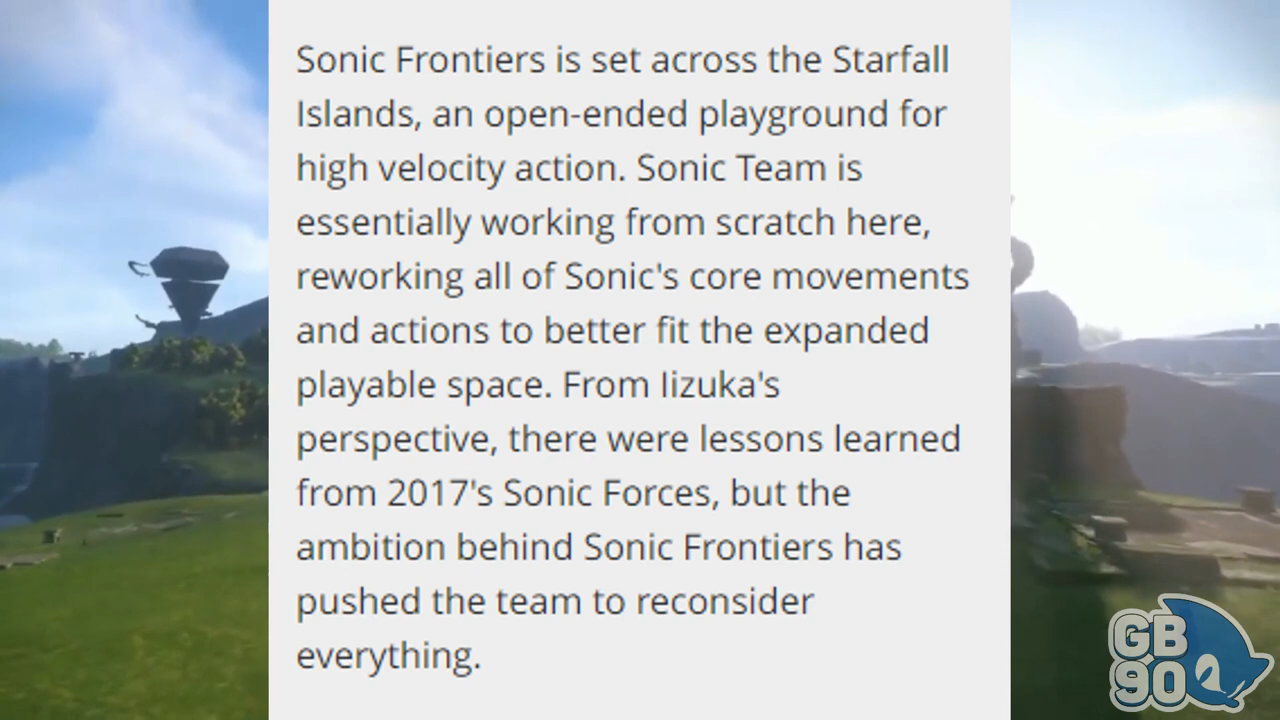 Sonic Frontiers is set across the Starfall
Islands, an open-ended playground for
high velocity action. Sonic Team is
essentially working from scratch here,
reworking all of Sonic's core movements
and actions to better fit the expanded
playable space. From Iizuka's
perspective, there were lessons learned
from 2017's Sonic Forces, but the
ambition behind Sonic Frontiers has
pushed the team to reconsider
everything.
GB
90